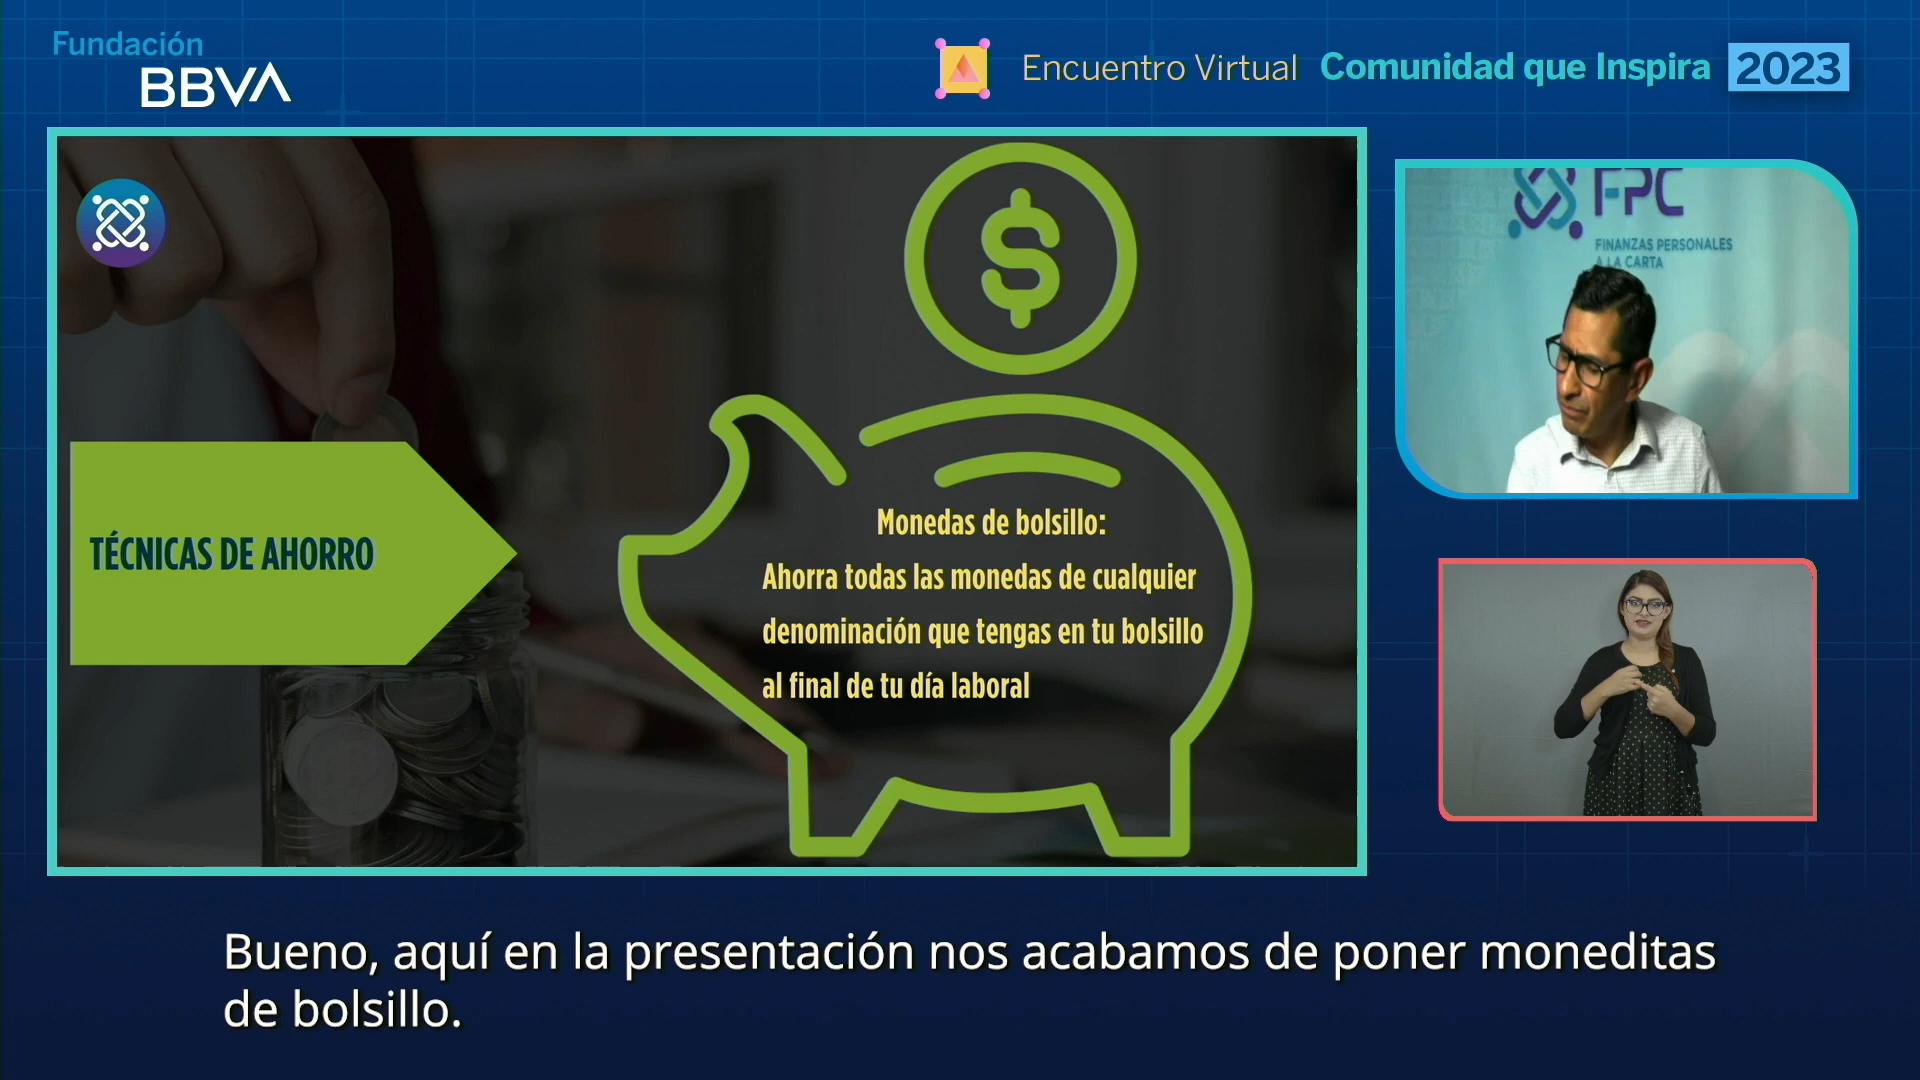 Fundación
BBVA
Encuentro Virtual Comunidad que Inspira 2023
FPC
FINANZAS PERSONALES
A LA CARTA
$
TÉCNICAS DE AHORRO
Monedas de bolsillo:
Ahorra todas las monedas de cualquier
denominación que tengas en tu bolsillo
al final de tu día laboral
Bueno, aquí en la presentación nos acabamos de poner moneditas
de bolsillo.